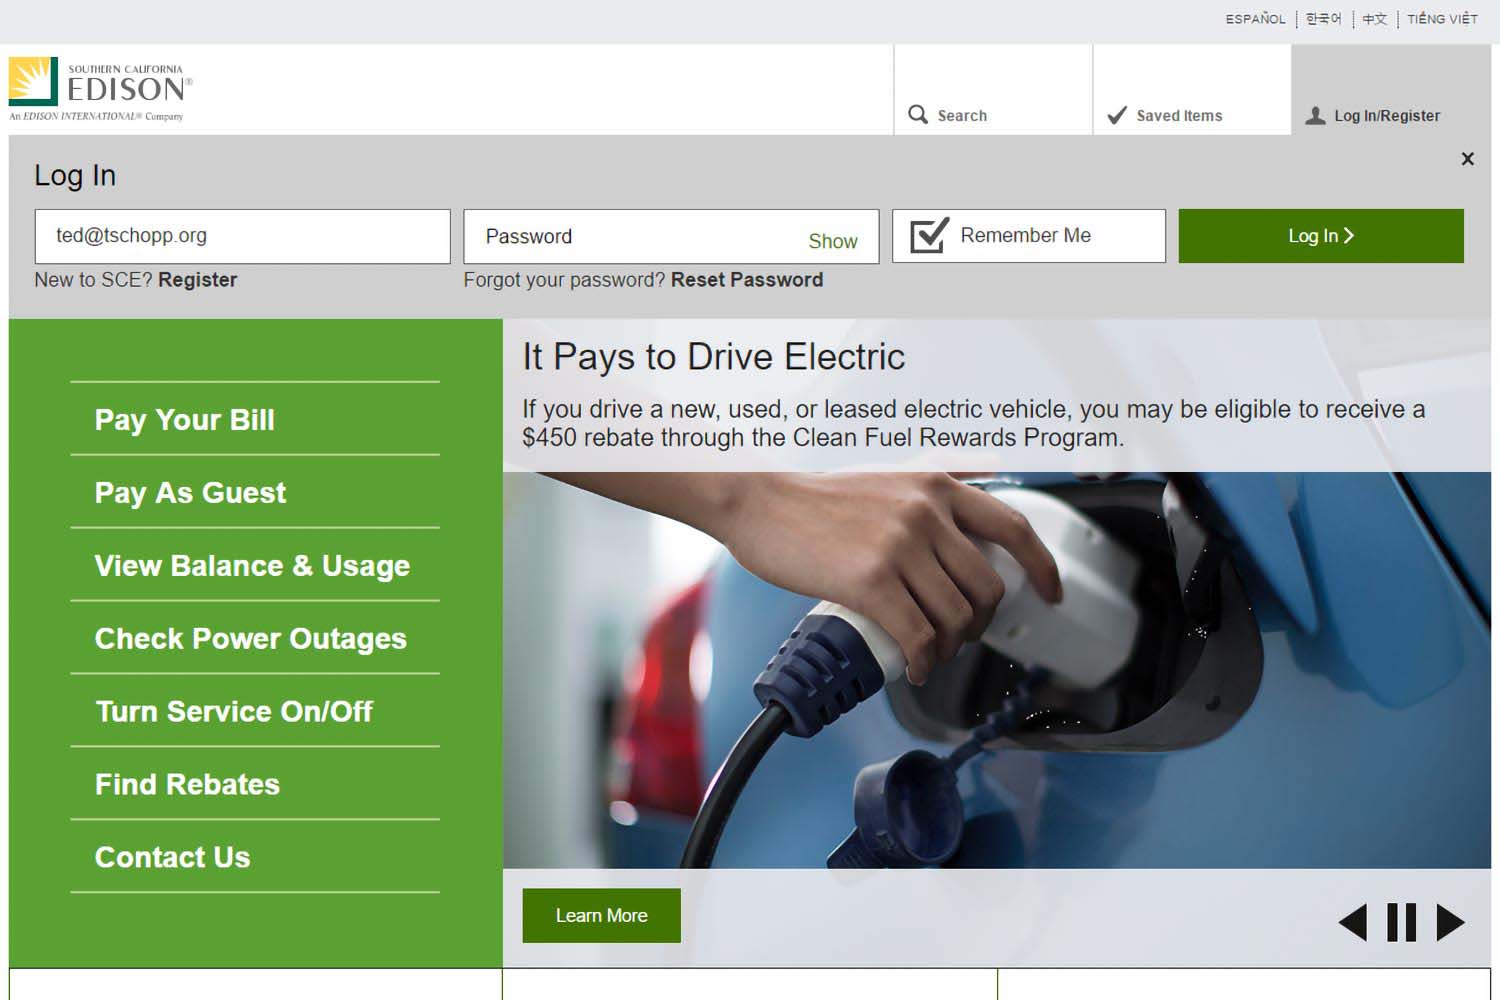 ESPAÑOL 한국어 中文 TIẾNG VIỆT
SOUTHERN CALIFORNIA
EDISON®
An EDISON INTERNATIONAL® Company
Search
Saved Items
Log In/Register
x
Log In
ted@tschopp.org
Password
Show
Remember Me
Log In
New to SCE? Register
Forgot your password? Reset Password
Pay Your Bill
Pay As Guest
View Balance & Usage
Check Power Outages
Turn Service On/Off
Find Rebates
Contact Us
It Pays to Drive Electric
If you drive a new, used, or leased electric vehicle, you may be eligible to receive a
$450 rebate through the Clean Fuel Rewards Program.
Learn More